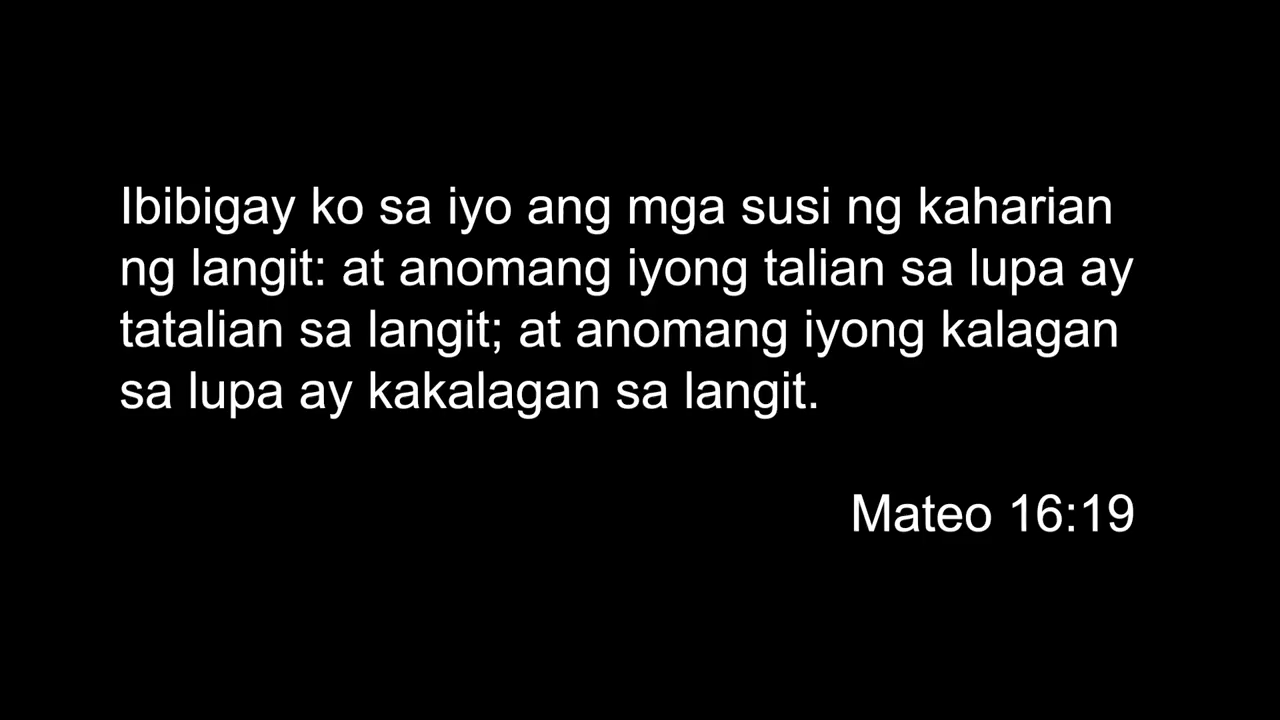 Ibibigay ko sa iyo ang mga susi ng kaharian
ng langit: at anomang iyong talian sa lupa ay
tatalian sa langit; at anomang iyong kalagan
sa lupa ay kakalagan sa langit.
Mateo 16:19